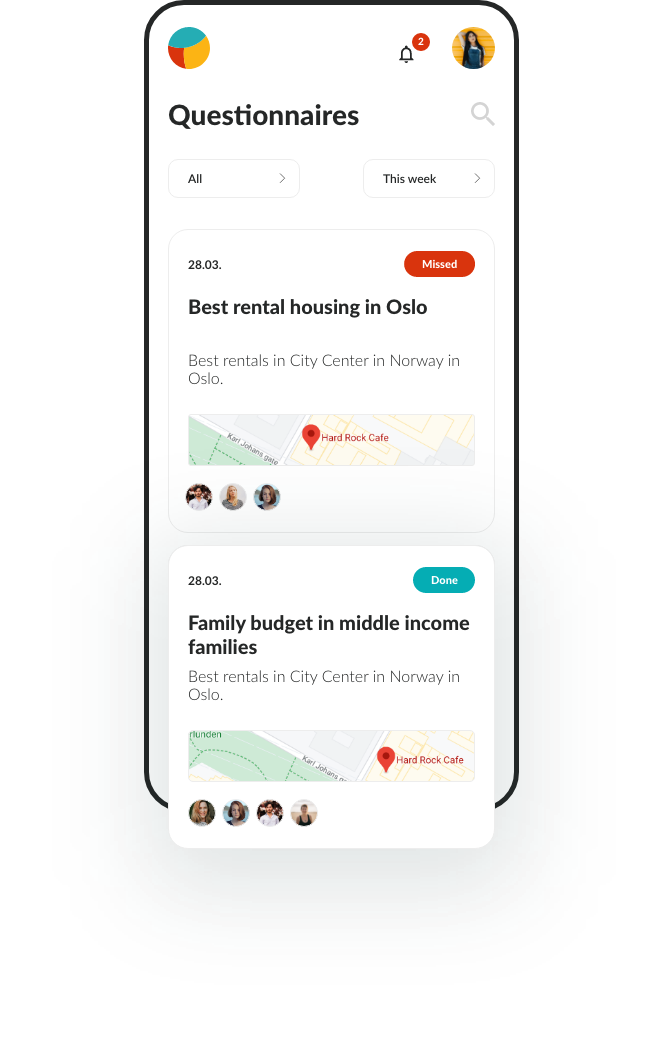 2
Questionnaires
All
This week
28.03.
Missed
Best rental housing in Oslo
Best rentals in City Center in Norway in
Oslo.
Karl Johans gate
Hard Rock Cafe
28.03.
Done
Family budget in middle income
families
Best rentals in City Center in Norway in
Oslo.
lunden
Karl Johans gate
Hard Rock Cafe